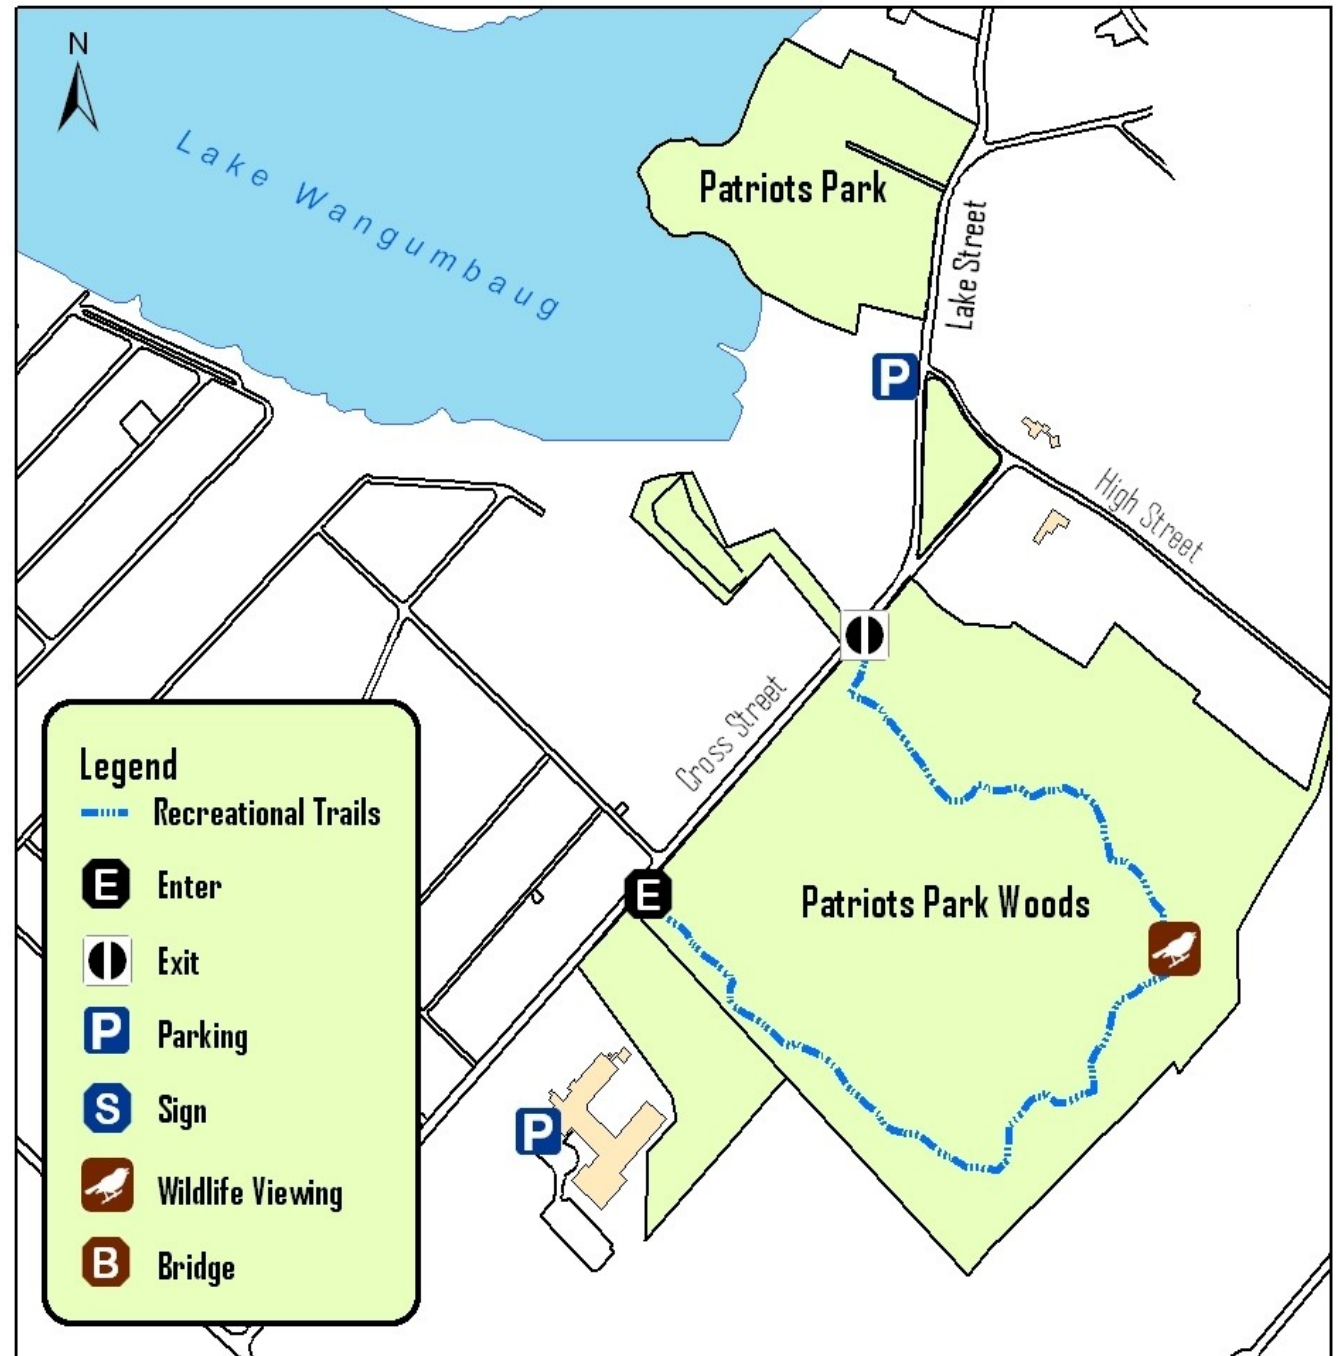 N
Lake Wangumbaug
Patriots Park
Lake Street
P
High Street
Cross Street
E
Patriots Park Woods
P
Legend
Recreational Trails
E Enter
Exit
P Parking
S Sign
Wildlife Viewing
B Bridge